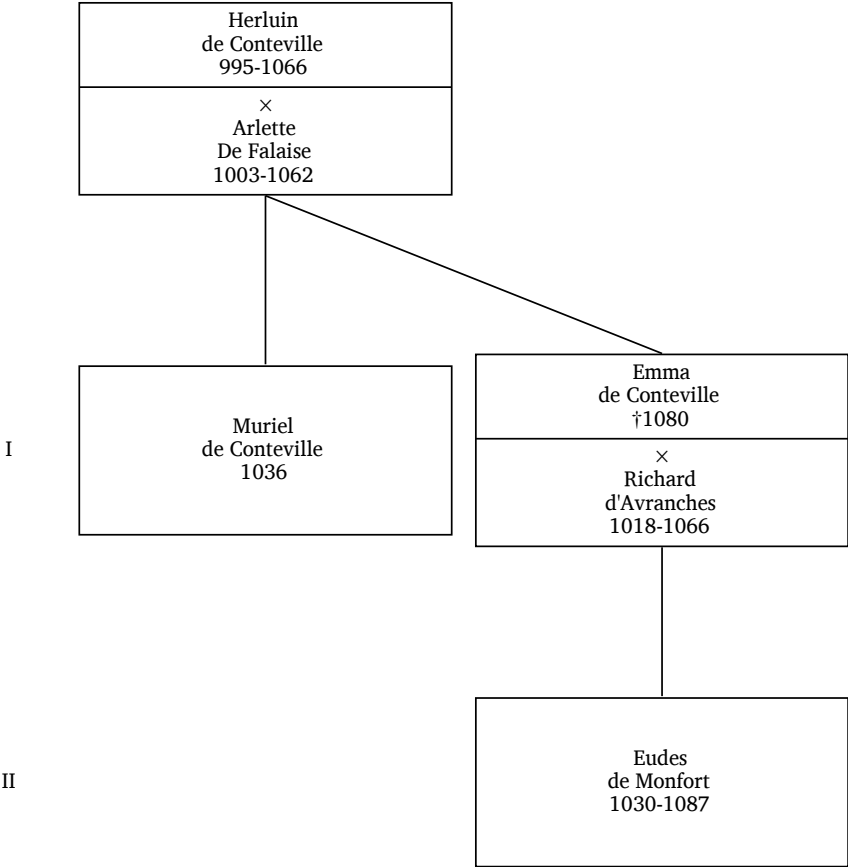 Herluin
de Conteville
995-1066
×
Arlette
De Falaise
1003-1062
I
Muriel
de Conteville
1036
Emma
de Conteville
†1080
×
Richard
d'Avranches
1018-1066
II
Eudes
de Monfort
1030-1087